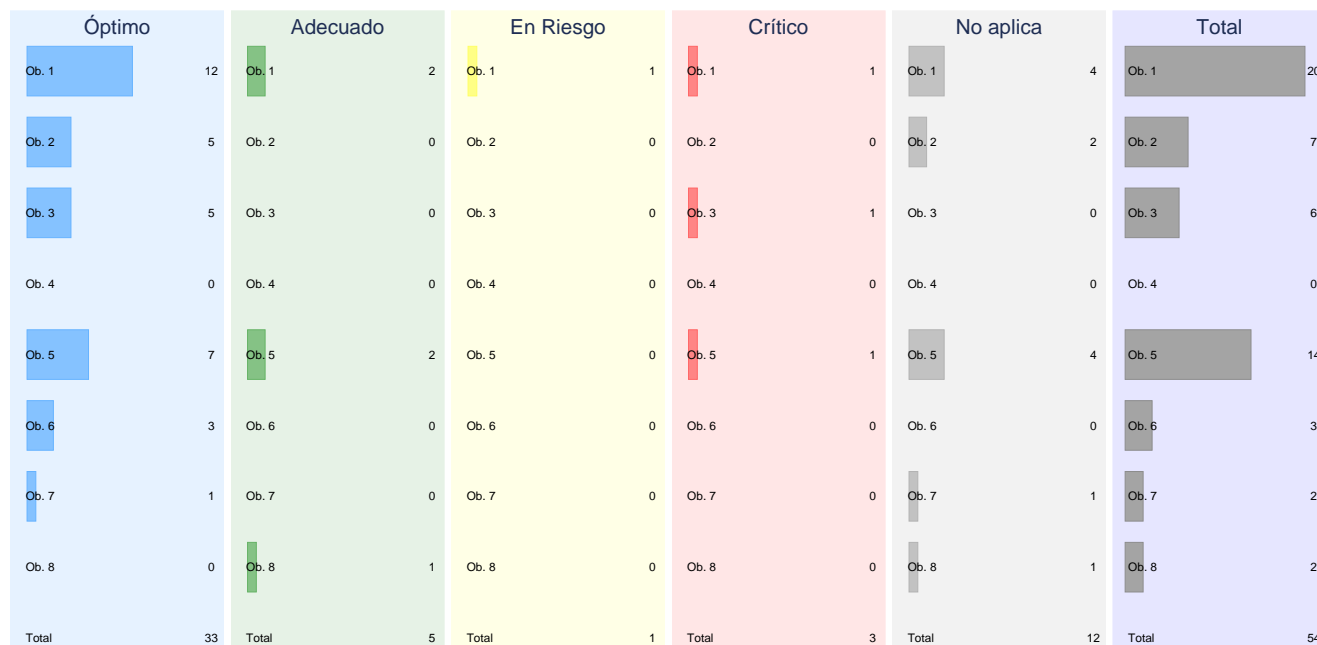 Óptimo Adecuado En Riesgo Crítico No aplica Total
Ob. 1 12 Ob. 1 2 Ob. 1 1 Ob. 1 1 Ob. 1 4 Ob. 1 20
Ob. 2 5 Ob. 2 0 Ob. 2 0 Ob. 2 0 Ob. 2 2 Ob. 2 7
Ob. 3 5 Ob. 3 0 Ob. 3 0 Ob. 3 1 Ob. 3 0 Ob. 3 6
Ob. 4 0 Ob. 4 0 Ob. 4 0 Ob. 4 0 Ob. 4 0 Ob. 4 0
Ob. 5 7 Ob. 5 2 Ob. 5 0 Ob. 5 1 Ob. 5 4 Ob. 5 14
Ob. 6 3 Ob. 6 0 Ob. 6 0 Ob. 6 0 Ob. 6 0 Ob. 6 3
Ob. 7 1 Ob. 7 0 Ob. 7 0 Ob. 7 0 Ob. 7 1 Ob. 7 2
Ob. 8 0 Ob. 8 1 Ob. 8 0 Ob. 8 0 Ob. 8 1 Ob. 8 2
Total 33 Total 5 Total 1 Total 3 Total 12 Total 54